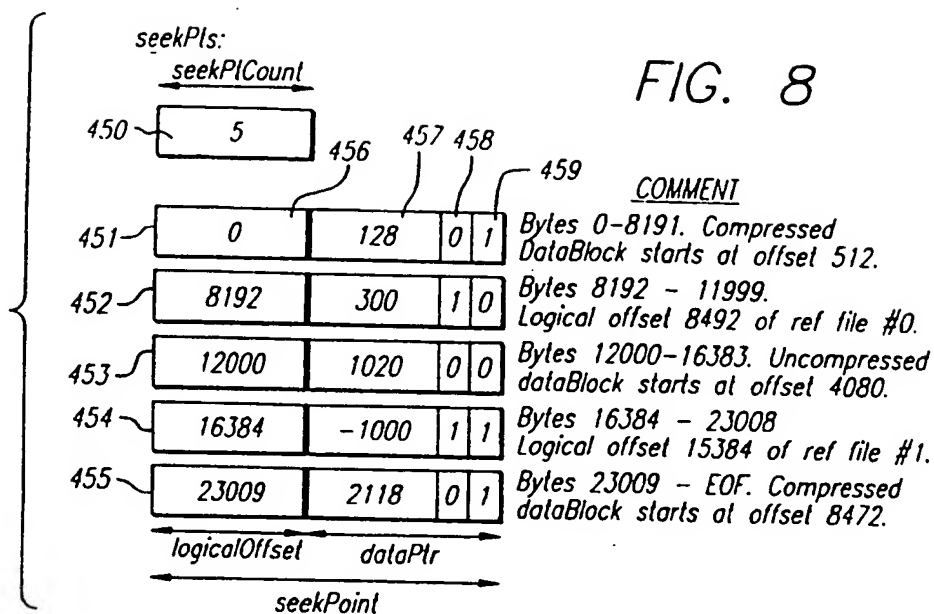 seekPts:
seekPtCount
FIG. 8
450
5
456
457
458
459
COMMENT
451
0
128
0
1
Bytes 0-8191. Compressed
DataBlock starts at offset 512.
452
8192
300
1
0
Bytes 8192 - 11999.
Logical offset 8492 of ref file #0.
453
12000
1020
0
0
Bytes 12000-16383. Uncompressed
dataBlock starts at offset 4080.
454
16384
-1000
1
1
Bytes 16384 - 23008
Logical offset 15384 of ref file #1.
455
23009
2118
0
1
Bytes 23009 - EOF. Compressed
dataBlock starts at offset 8472.
logicalOffset
dataPtr
seekPoint